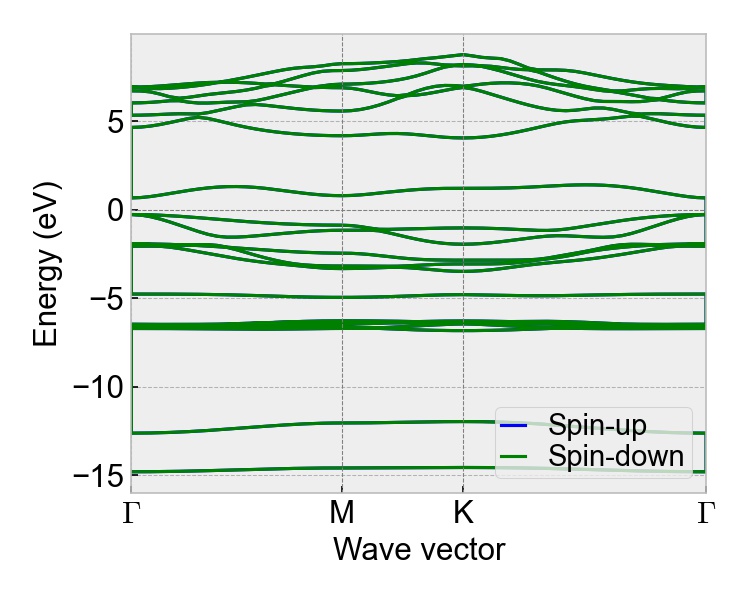 Energy (eV)
5
0
−5
−10
−15
Spin-up
Spin-down
Γ M K Γ
Wave vector